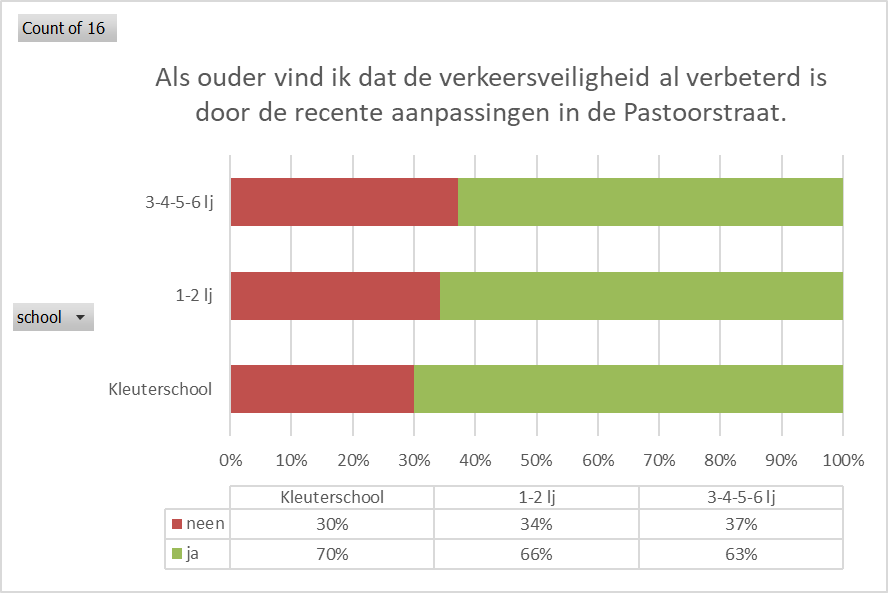 Count of 16
Als ouder vind ik dat de verkeersveiligheid al verbeterd is
door de recente aanpassingen in de Pastoorstraat.
3-4-5-6 lj
1-2 lj
school
Kleuterschool
0% 10% 20% 30% 40% 50% 60% 70% 80% 90% 100%
Kleuterschool 1-2 lj 3-4-5-6 lj
neen 30% 34% 37%
ja 70% 66% 63%